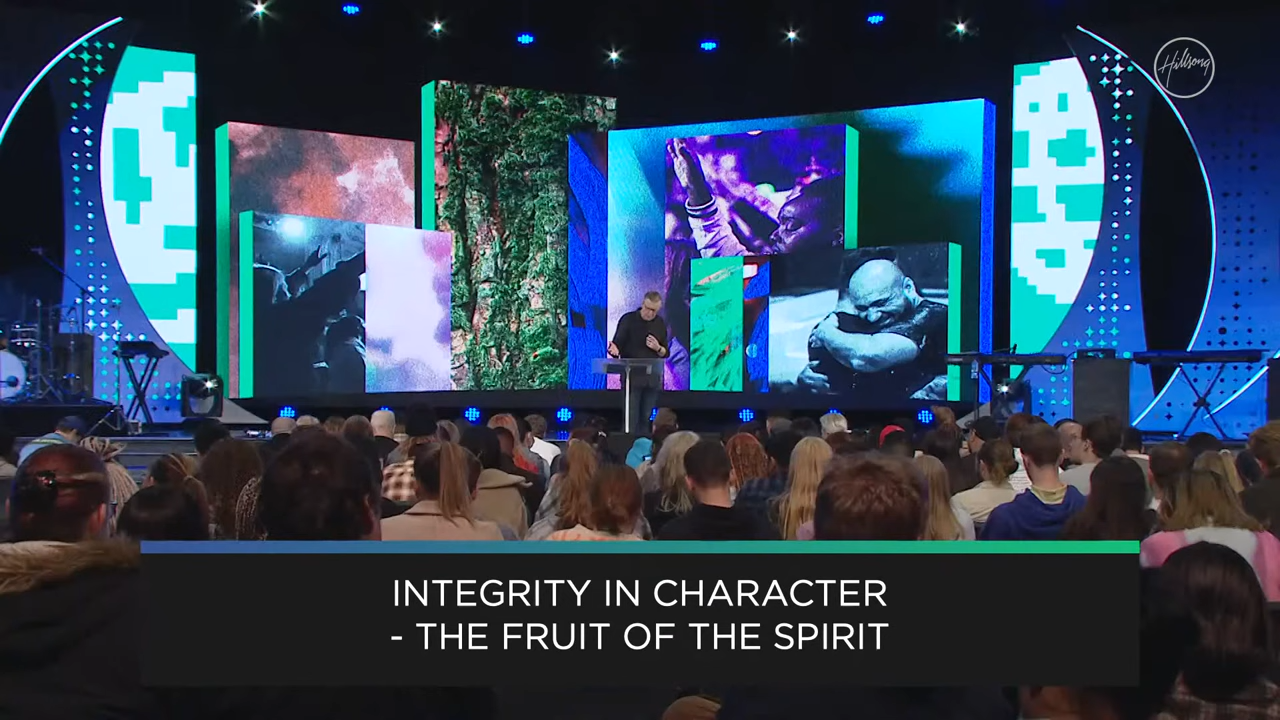 Hillsong
INTEGRITY IN CHARACTER
- THE FRUIT OF THE SPIRIT